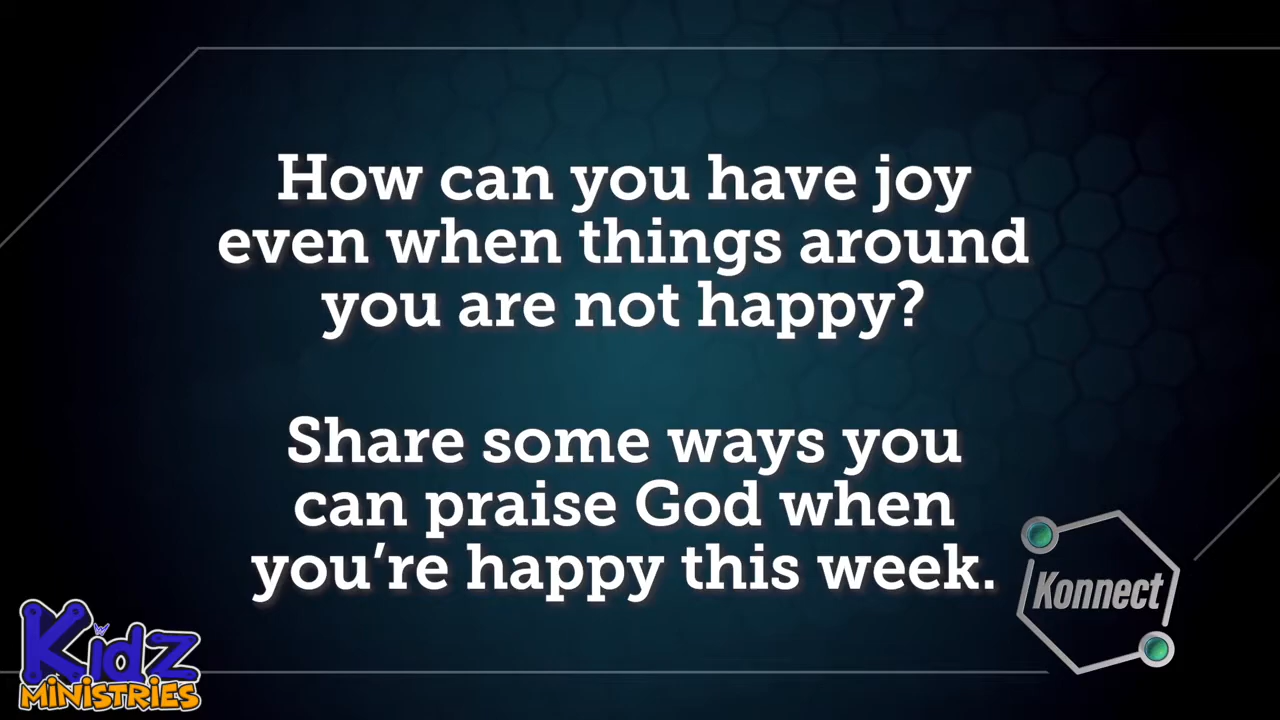 How can you have joy
even when things around
you are not happy?
Share some ways you
can praise God when
you’re happy this week.
Konnect
Kidz
MiNiSTRiES